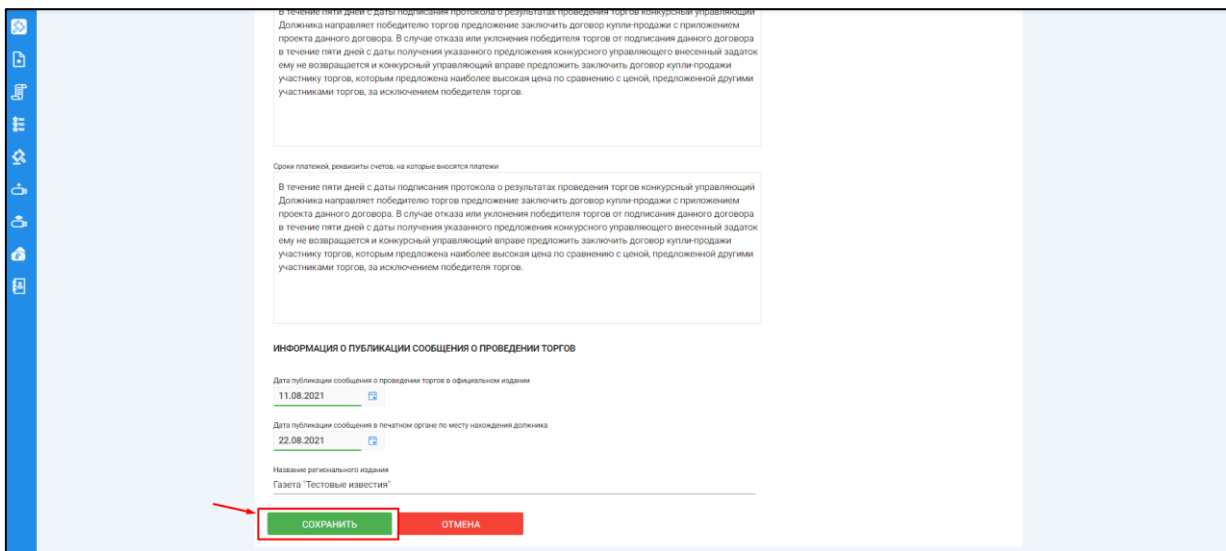 В течение пяти дней с даты подписания протокола о результатах проведения торгов конкурсный управляющий
Должника направляет победителю торгов предложение заключить договор купли-продажи с приложением
проекта данного договора. В случае отказа или уклонения победителя торгов от подписания данного договора
в течение пяти дней с даты получения указанного предложения конкурсного управляющего внесенный задаток
ему не возвращается и конкурсный управляющий вправе предложить заключить договор купли-продажи
участнику торгов, которым предложена наиболее высокая цена по сравнению с ценой, предложенной другими
участниками торгов, за исключением победителя торгов.
Сроки платежей, реквизиты счетов, на которые вносятся платежи
В течение пяти дней с даты подписания протокола о результатах проведения торгов конкурсный управляющий
Должника направляет победителю торгов предложение заключить договор купли-продажи с приложением
проекта данного договора. В случае отказа или уклонения победителя торгов от подписания данного договора
в течение пяти дней с даты получения указанного предложения конкурсного управляющего внесенный задаток
ему не возвращается и конкурсный управляющий вправе предложить заключить договор купли-продажи
участнику торгов, которым предложена наиболее высокая цена по сравнению с ценой, предложенной другими
участниками торгов, за исключением победителя торгов.
ИНФОРМАЦИЯ О ПУБЛИКАЦИИ СООБЩЕНИЯ О ПРОВЕДЕНИИ ТОРГОВ
Дата публикации сообщения о проведении торгов в официальном издании
11.08.2021
Дата публикации сообщения в печатном органе по месту нахождения должника
22.08.2021
Название регионального издания
Газета "Тестовые известия"
СОХРАНИТЬ ОТМЕНА